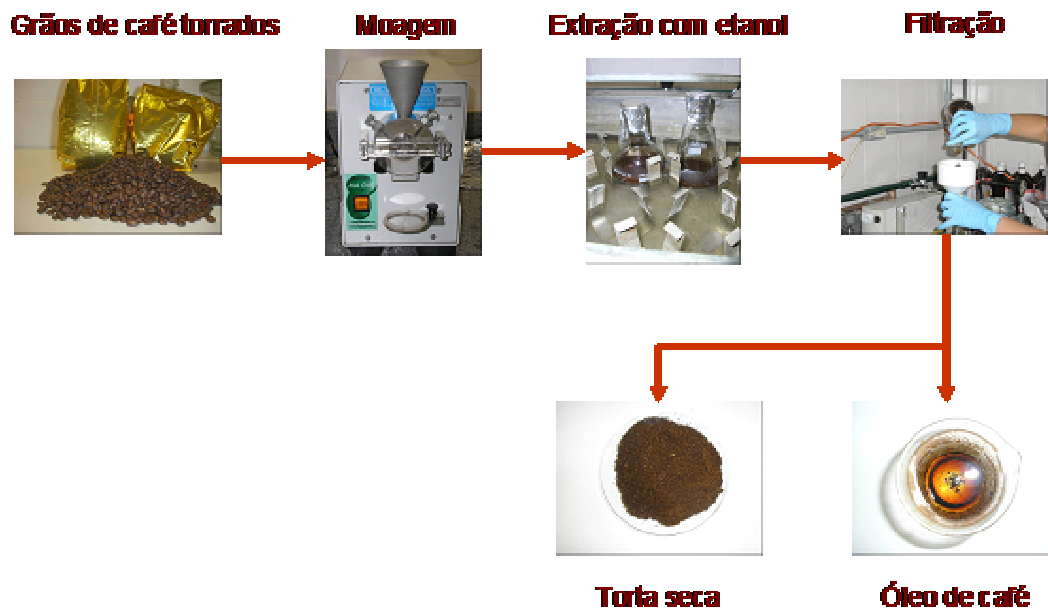 Grãos de café torrados
Moagem
Extração com etanol
Filtração
Torta seca
Óleo de café